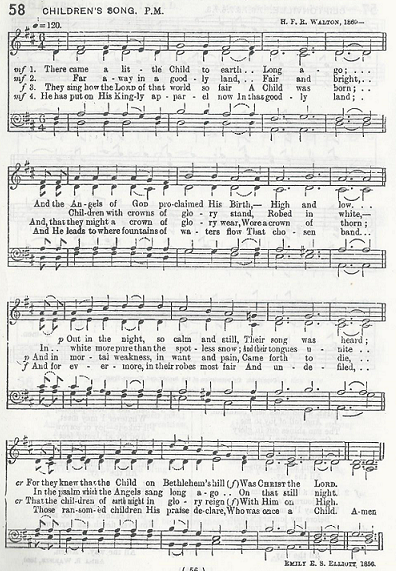 58 CHILDREN'S SONG. P.M.
= 120.
H. F. R. WALTON, 1869—
mf 1. There came a lit - tle Child to earth . . Long a - go; . . .
mf 2. Far a - way in a good - ly land, . . Fair and bright, . .
f 3. They sing how the LORD of that world so fair A Child was born; . .
mf 4. He has put on His King-ly ap - par - el now In that good - ly land; . .
And the An-gels of GOD pro-claimed His Birth,— High and low. . .
Chil-dren with crowns of glo - ry stand, Robed in white,—
And, that they might a crown of glo - ry wear, Wore a crown of thorn;
And He leads to where fountains of wa - ters flow That cho - sen band. . .
p Out in the night, so calm and still, Their song was heard;
In . . white more pure than the spot - less snow; And their tongues u - nite . .
p And in mor - tal weakness, in want and pain, Came forth to die, . .
f And for ev - er - more, in their robes most fair And un - de - filed, . .
cr For they knew that the Child on Bethlehem's hill (f) Was CHRIST the LORD.
In the psalm which the Angels sang long a - go . . On that still night.
cr That the chil-dren of earth might in glo - ry reign (f) With Him on High.
Those ran-som-ed children His praise de-clare, Who was once a Child. A-men
EMILY E. S. ELLIOTT, 1856.
( 56 )